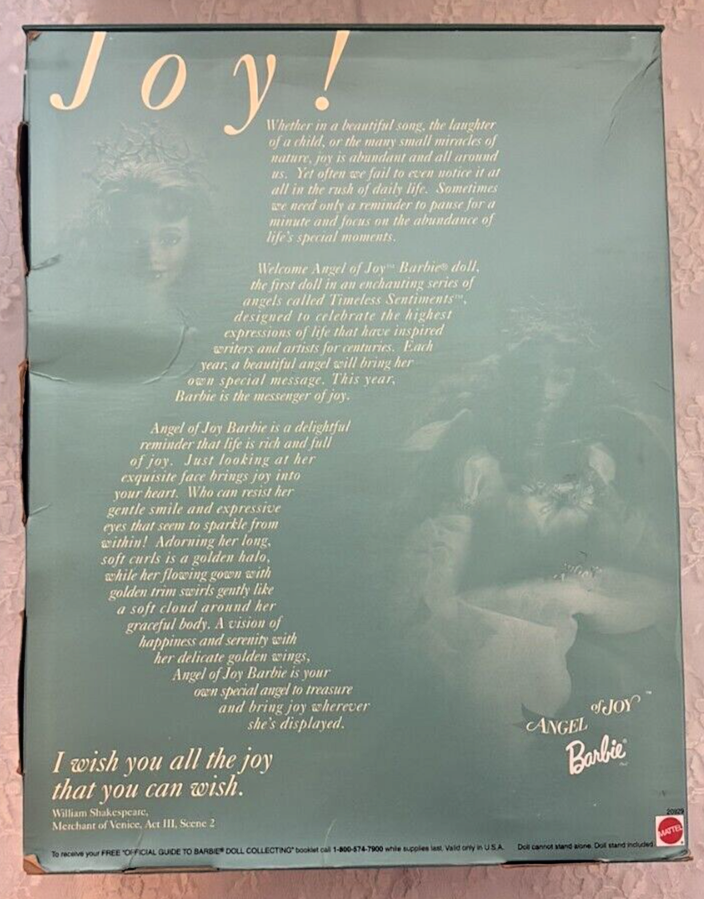 Joy!
Whether in a beautiful song, the laughter
of a child, or the many small miracles of
nature, joy is abundant and all around
us. Yet often we fail to even notice it at
all in the rush of daily life. Sometimes
we need only a reminder to pause for a
minute and focus on the abundance of
life's special moments.
Welcome Angel of Joy™ Barbie® doll,
the first doll in an enchanting series of
angels called Timeless Sentiments™,
designed to celebrate the highest
expressions of life that have inspired
writers and artists for centuries. Each
year, a beautiful angel will bring her
own special message. This year,
Barbie is the messenger of joy.
Angel of Joy Barbie is a delightful
reminder that life is rich and full
of joy. Just looking at her
exquisite face brings joy into
your heart. Who can resist her
gentle smile and expressive
eyes that seem to sparkle from
within! Adorning her long,
soft curls is a golden halo,
while her flowing gown with
golden trim swirls gently like
a soft cloud around her
graceful body. A vision of
happiness and serenity with
her delicate golden wings,
Angel of Joy Barbie is your
own special angel to treasure
and bring joy wherever
she's displayed.
ANGEL of JOY™
Barbie®
I wish you all the joy
that you can wish.
William Shakespeare,
Merchant of Venice, Act III, Scene 2
20929
MATTEL
To receive your FREE "OFFICIAL GUIDE TO BARBIE® DOLL COLLECTING" booklet call 1-800-574-7900 while supplies last. Valid only in U.S.A. Doll cannot stand alone. Doll stand included.